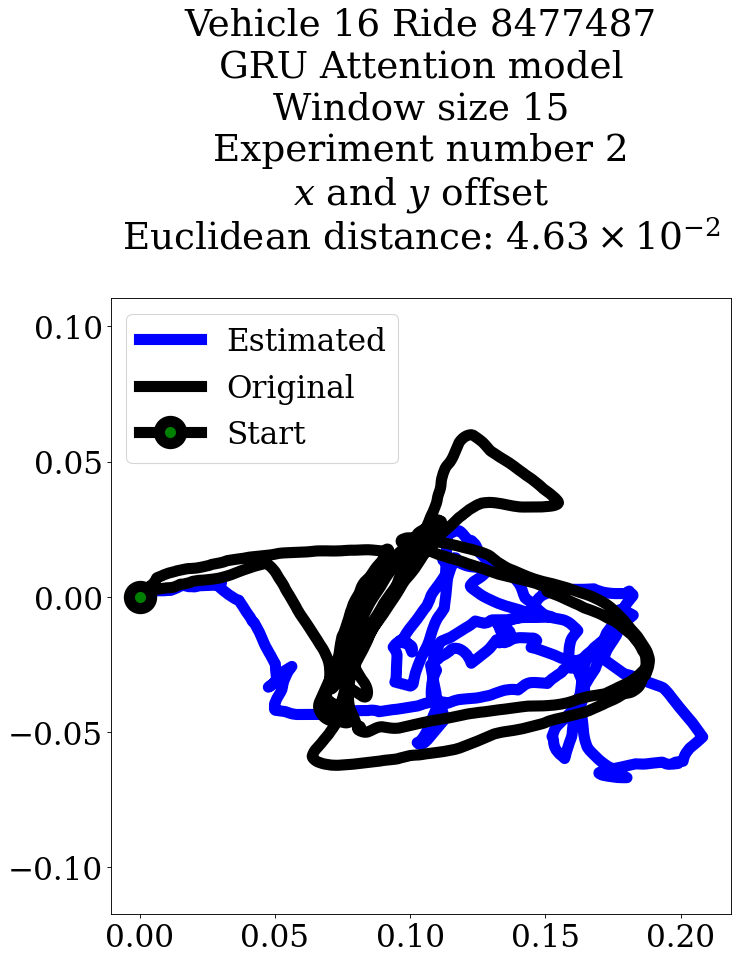 Vehicle 16 Ride 8477487
GRU Attention model
Window size 15
Experiment number 2
x and y offset
Euclidean distance: 4.63 × 10⁻²
Estimated
Original
Start
0.10
0.05
0.00
−0.05
−0.10
0.00 0.05 0.10 0.15 0.20